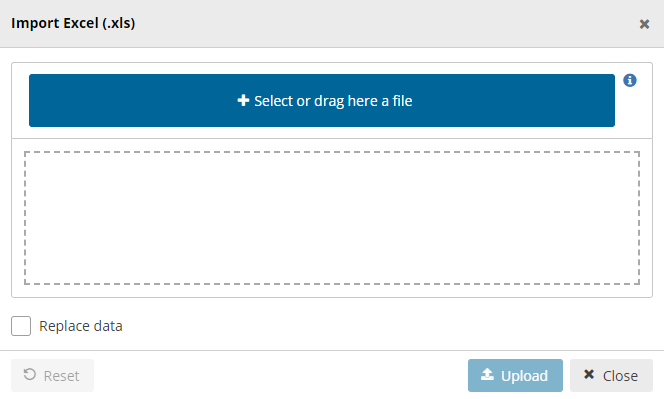 Import Excel (.xls)
Select or drag here a file
Replace data
Reset
Upload
Close